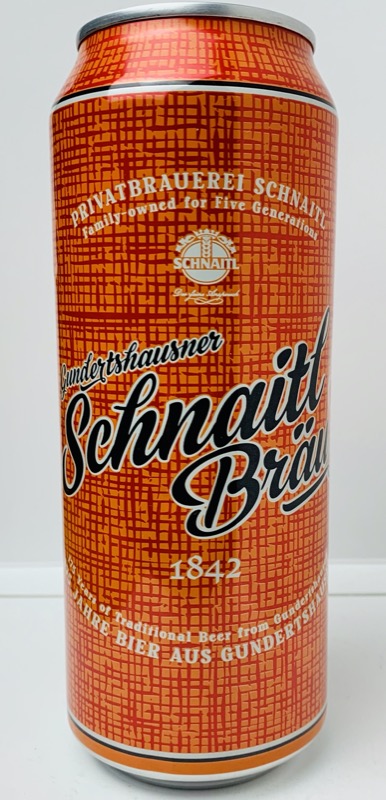 PRIVATBRAUEREI SCHNAITL
Family-owned for Five Generations
SCHNAITL
Gundertshausner
Schnaitl
Bräu
1842
Years of Traditional Beer from
JAHRE BIER AUS